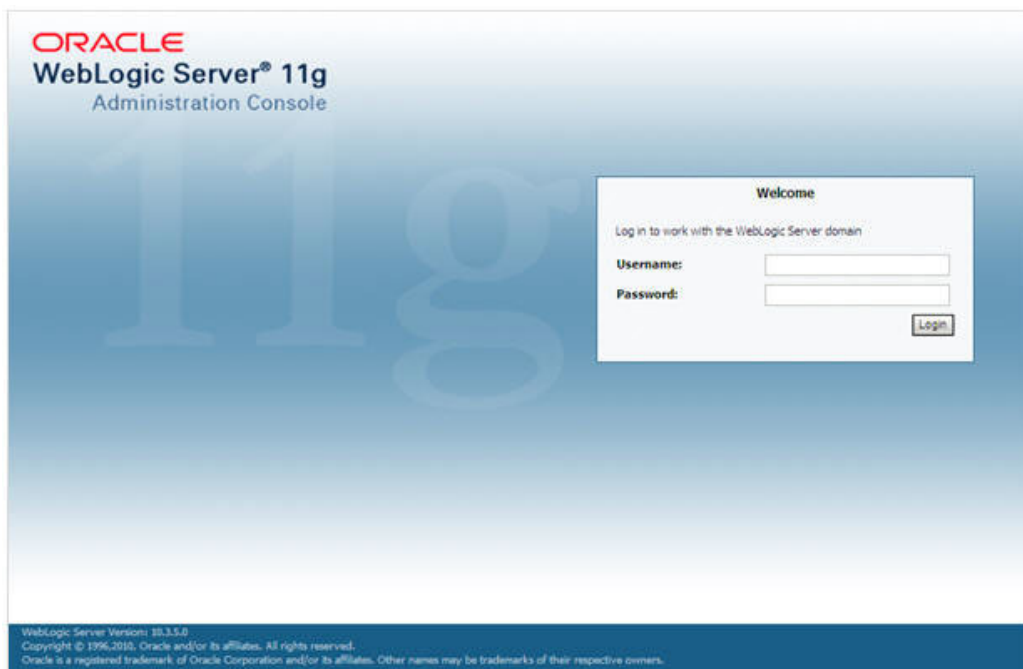 ORACLE
WebLogic Server® 11g
Administration Console
11g
Welcome
Log in to work with the WebLogic Server domain
Username:
Password:
Login
WebLogic Server Version: 10.3.5.0
Copyright © 1996,2010, Oracle and/or its affiliates. All rights reserved.
Oracle is a registered trademark of Oracle Corporation and/or its affiliates. Other names may be trademarks of their respective owners.